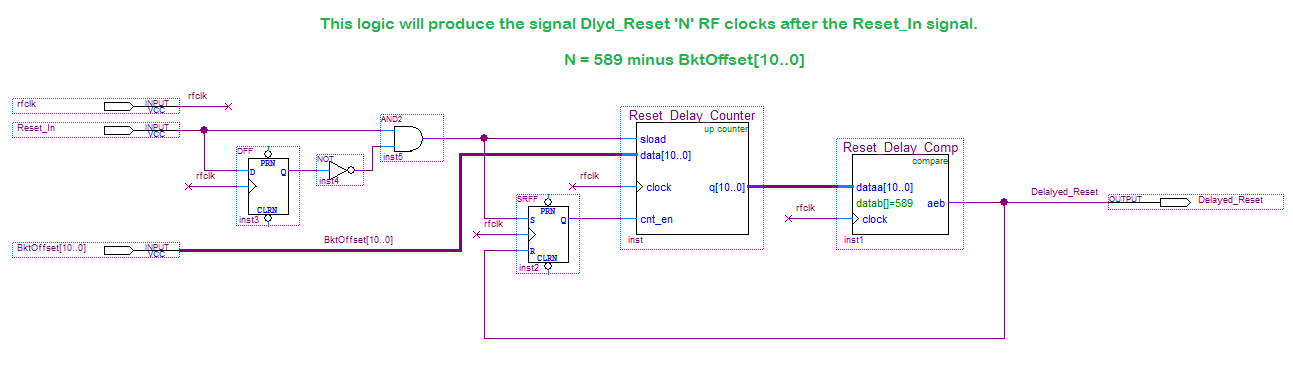 This logic will produce the signal Dlyd_Reset 'N' RF clocks after the Reset_In signal.
N = 589 minus BktOffset[10..0]
rfclk INPUT VCC rfclk
Reset_In INPUT VCC
AND2
inst5
DFF
PRN
D Q
rfclk
CLRN
inst3
NOT
inst4
BktOffset[10..0] INPUT VCC
BktOffset[10..0]
Reset_Delay_Counter
up counter
sload
data[10..0]
rfclk
clock q[10..0]
cnt_en
inst
SRFF
PRN
S Q
rfclk
R
CLRN
inst2
Reset_Delay_Comp
compare
dataa[10..0]
datab[]=589 aeb
rfclk
clock
inst1
Delalyed_Reset
OUTPUT Delayed_Reset